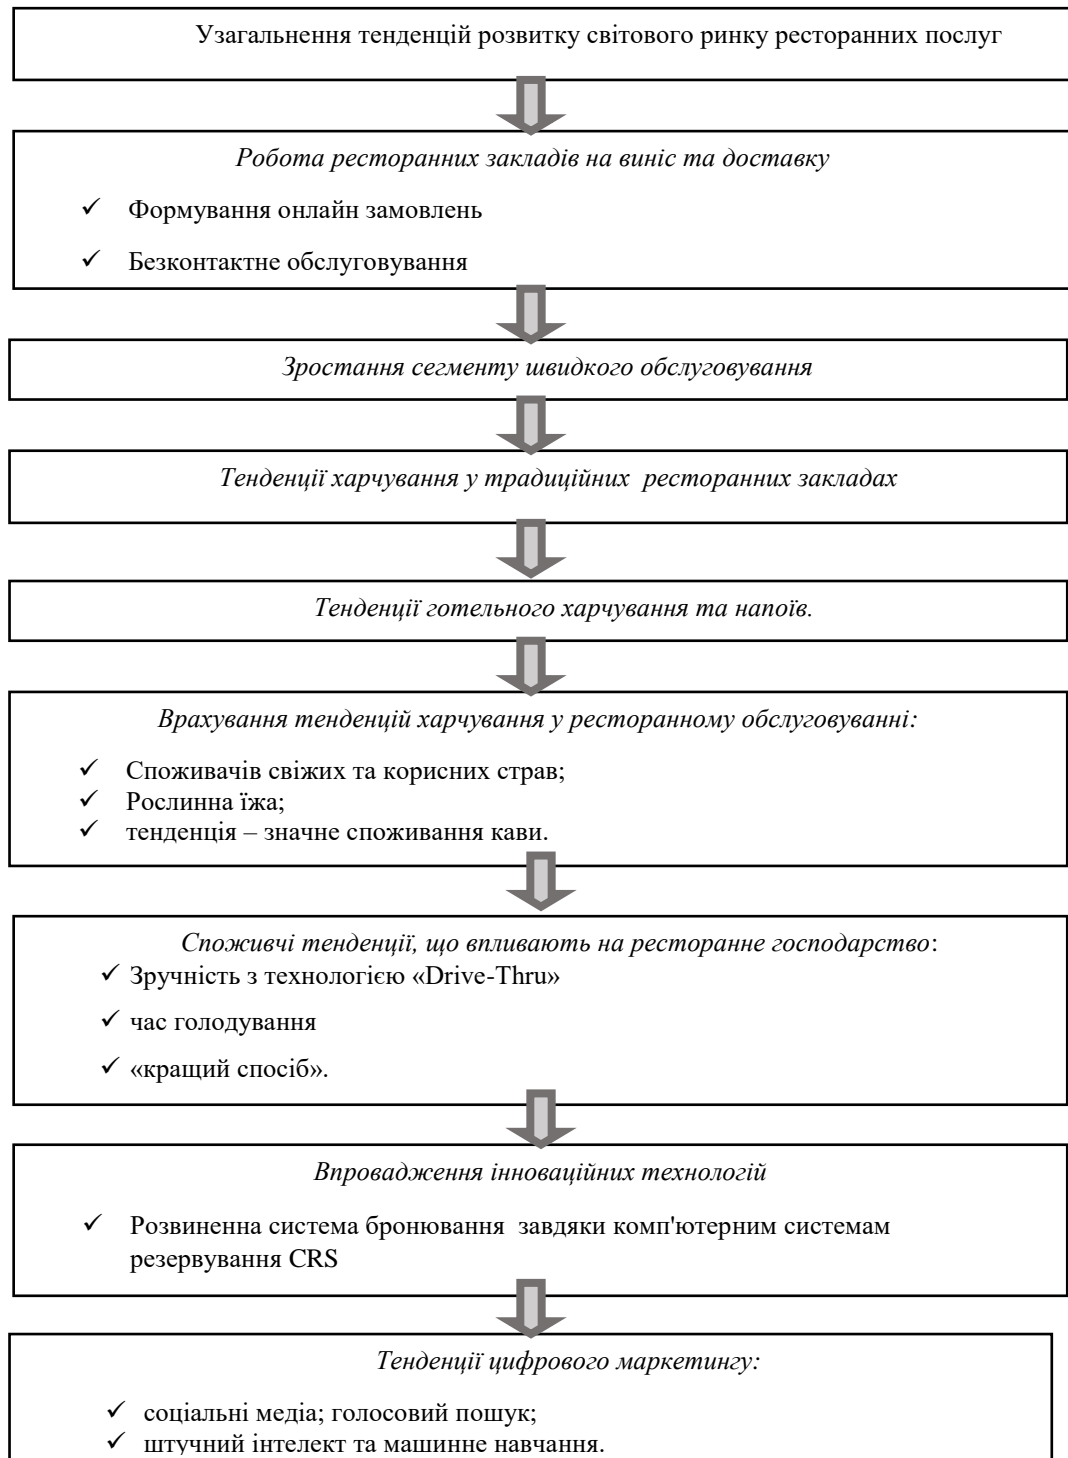 Узагальнення тенденцій розвитку світового ринку ресторанних послуг
Робота ресторанних закладів на виніс та доставку
✓ Формування онлайн замовлень
✓ Безконтактне обслуговування
Зростання сегменту швидкого обслуговування
Тенденції харчування у традиційних ресторанних закладах
Тенденції готельного харчування та напоїв.
Врахування тенденцій харчування у ресторанному обслуговуванні:
✓ Споживачів свіжих та корисних страв;
✓ Рослинна їжа;
✓ тенденція – значне споживання кави.
Споживчі тенденції, що впливають на ресторанне господарство:
✓ Зручність з технологією «Drive-Thru»
✓ час голодування
✓ «кращий спосіб».
Впровадження інноваційних технологій
✓ Розвиненна система бронювання завдяки комп'ютерним системам
резервування CRS
Тенденції цифрового маркетингу:
✓ соціальні медіа; голосовий пошук;
✓ штучний інтелект та машинне навчання.